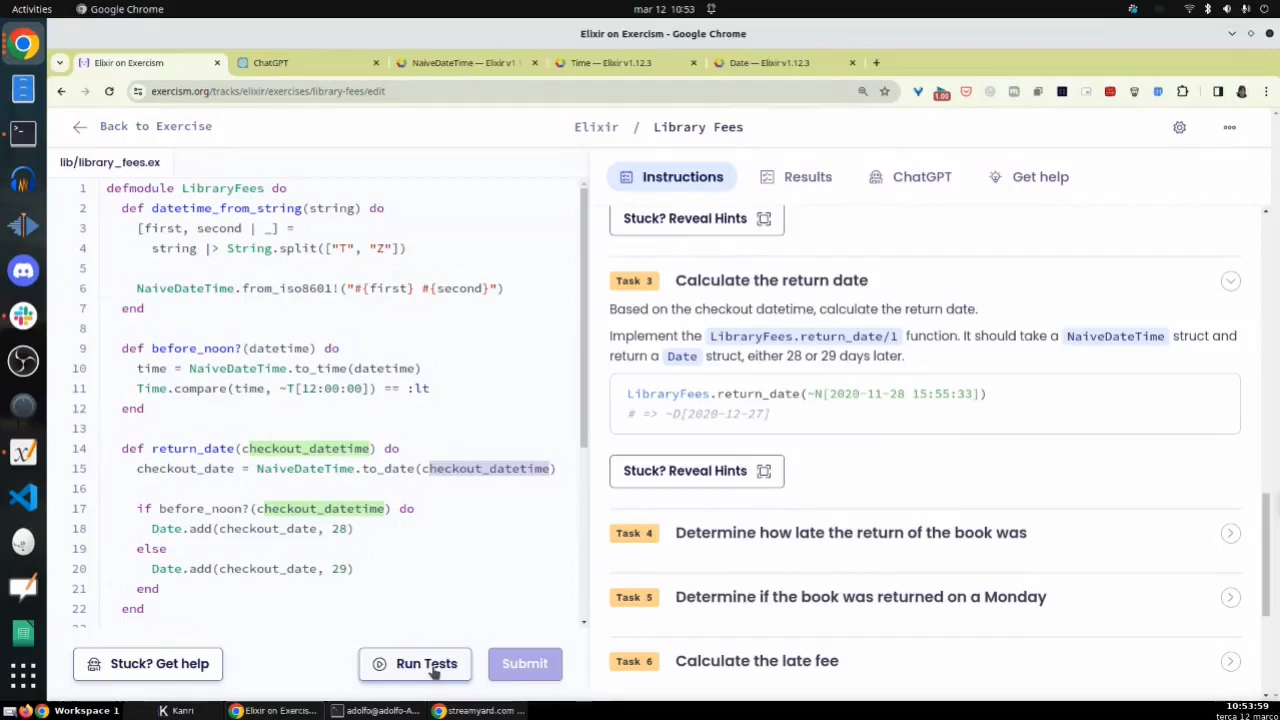 Activities
Google Chrome
mar 12 10:53
Elixir on Exercism - Google Chrome
Elixir on Exercism
ChatGPT
NaiveDateTime — Elixir v1.1
Time — Elixir v1.12.3
Date — Elixir v1.12.3
exercism.org/tracks/elixir/exercises/library-fees/edit
1.00
Back to Exercise
Elixir / Library Fees
lib/library_fees.ex
Instructions
Results
ChatGPT
Get help
1 defmodule LibraryFees do
2 def datetime_from_string(string) do
3 [first, second | _] =
4 string |> String.split(["T", "Z"])
5
6 NaiveDateTime.from_iso8601!("#{first} #{second}")
7 end
8
9 def before_noon?(datetime) do
10 time = NaiveDateTime.to_time(datetime)
11 Time.compare(time, ~T[12:00:00]) == :lt
12 end
13
14 def return_date(checkout_datetime) do
15 checkout_date = NaiveDateTime.to_date(checkout_datetime)
16
17 if before_noon?(checkout_datetime) do
18 Date.add(checkout_date, 28)
19 else
20 Date.add(checkout_date, 29)
21 end
22 end
Stuck? Get help
Run Tests
Submit
Stuck? Reveal Hints
Task 3 Calculate the return date
Based on the checkout datetime, calculate the return date.
Implement the LibraryFees.return_date/1 function. It should take a NaiveDateTime struct and
return a Date struct, either 28 or 29 days later.
LibraryFees.return_date(~N[2020-11-28 15:55:33])
# => ~D[2020-12-27]
Stuck? Reveal Hints
Task 4 Determine how late the return of the book was
Task 5 Determine if the book was returned on a Monday
Task 6 Calculate the late fee
Workspace 1
Kanri
Elixir on Exercis...
adolfo@adolfo-A...
streamyard.com ...
10:53:59
terça 12 março